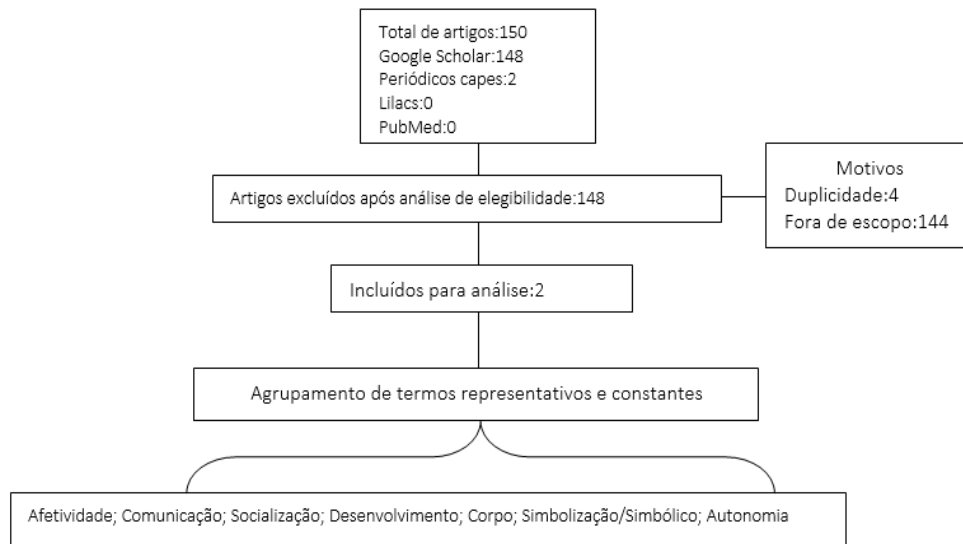 Total de artigos:150
Google Scholar:148
Periódicos capes:2
Lilacs:0
PubMed:0
Artigos excluídos após análise de elegibilidade:148
Motivos
Duplicidade:4
Fora de escopo:144
Incluídos para análise:2
Agrupamento de termos representativos e constantes
Afetividade; Comunicação; Socialização; Desenvolvimento; Corpo; Simbolização/Simbólico; Autonomia